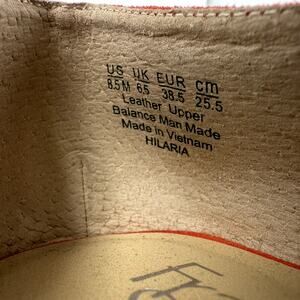 US UK EUR cm
8.5M 6.5 38.5 25.5
Leather Upper
Balance Man Made
Made in Vietnam
HILARIA